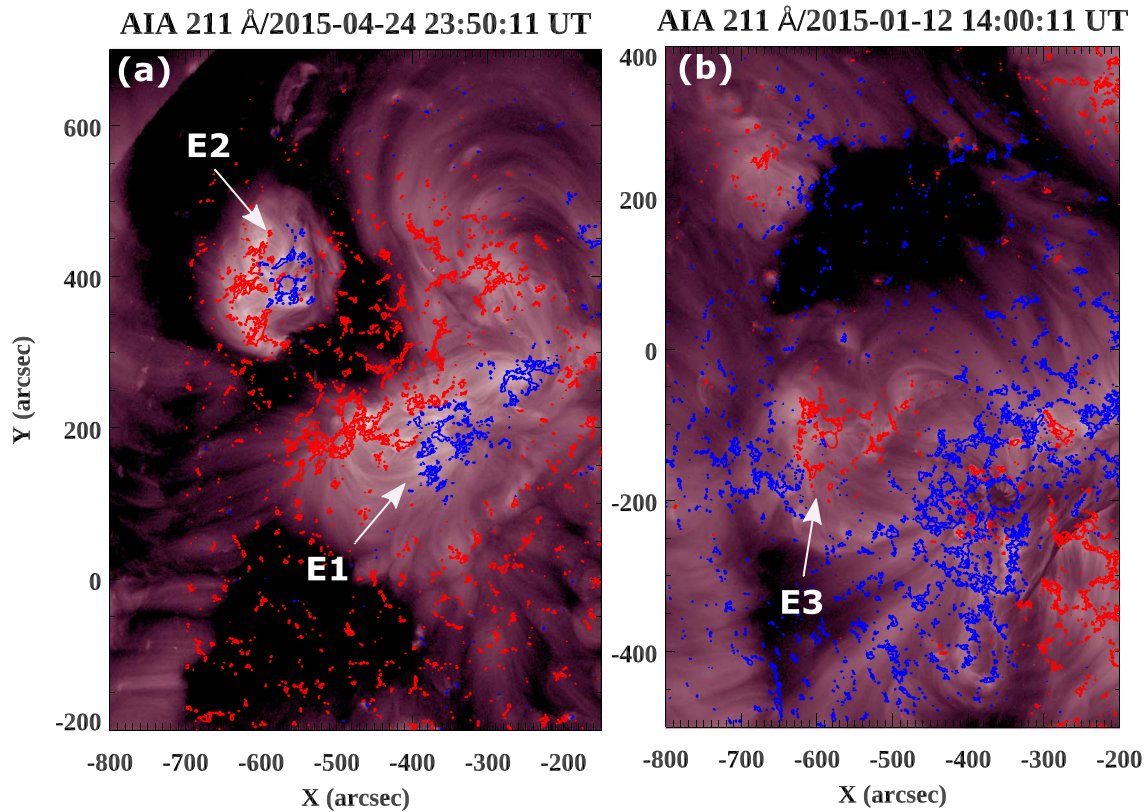 AIA 211 Å/2015-04-24 23:50:11 UT
(a)
E2
E1
600
400
200
0
-200
Y (arcsec)
-800 -700 -600 -500 -400 -300 -200
X (arcsec)
AIA 211 Å/2015-01-12 14:00:11 UT
(b)
E3
400
200
0
-200
-400
-800 -700 -600 -500 -400 -300 -200
X (arcsec)